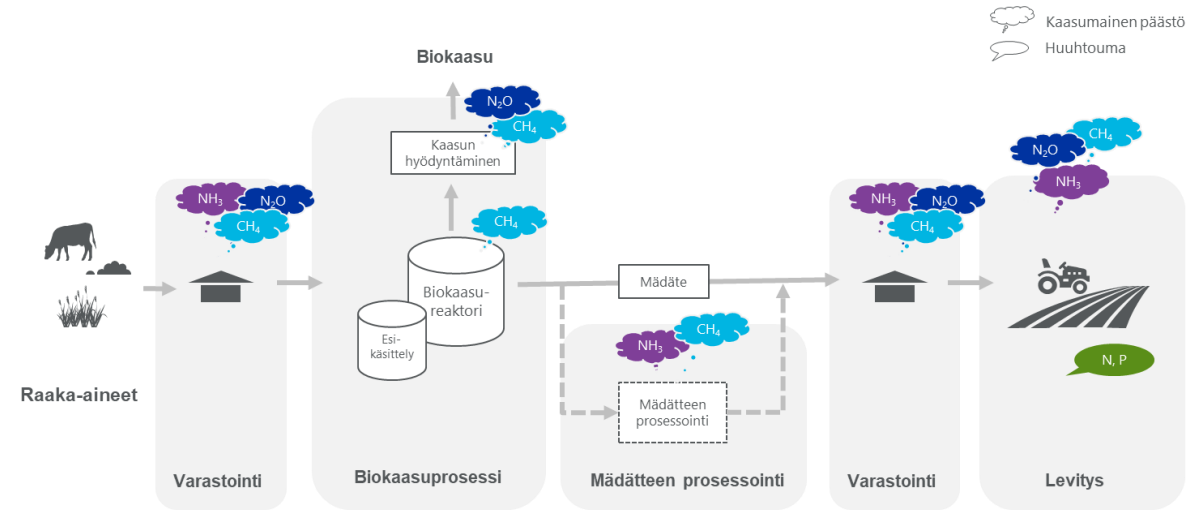 Kaasumainen päästö
Huuhtouma
Biokaasu
N₂O
CH₄
Kaasun
hyödyntäminen
NH₃
N₂O
CH₄
CH₄
Biokaasu-
reaktori
Esi-
käsittely
Mädäte
NH₃
CH₄
Mädätteen
prosessointi
NH₃
N₂O
CH₄
CH₄
N₂O
NH₃
N, P
Raaka-aineet
Varastointi
Biokaasuprosessi
Mädätteen prosessointi
Varastointi
Levitys